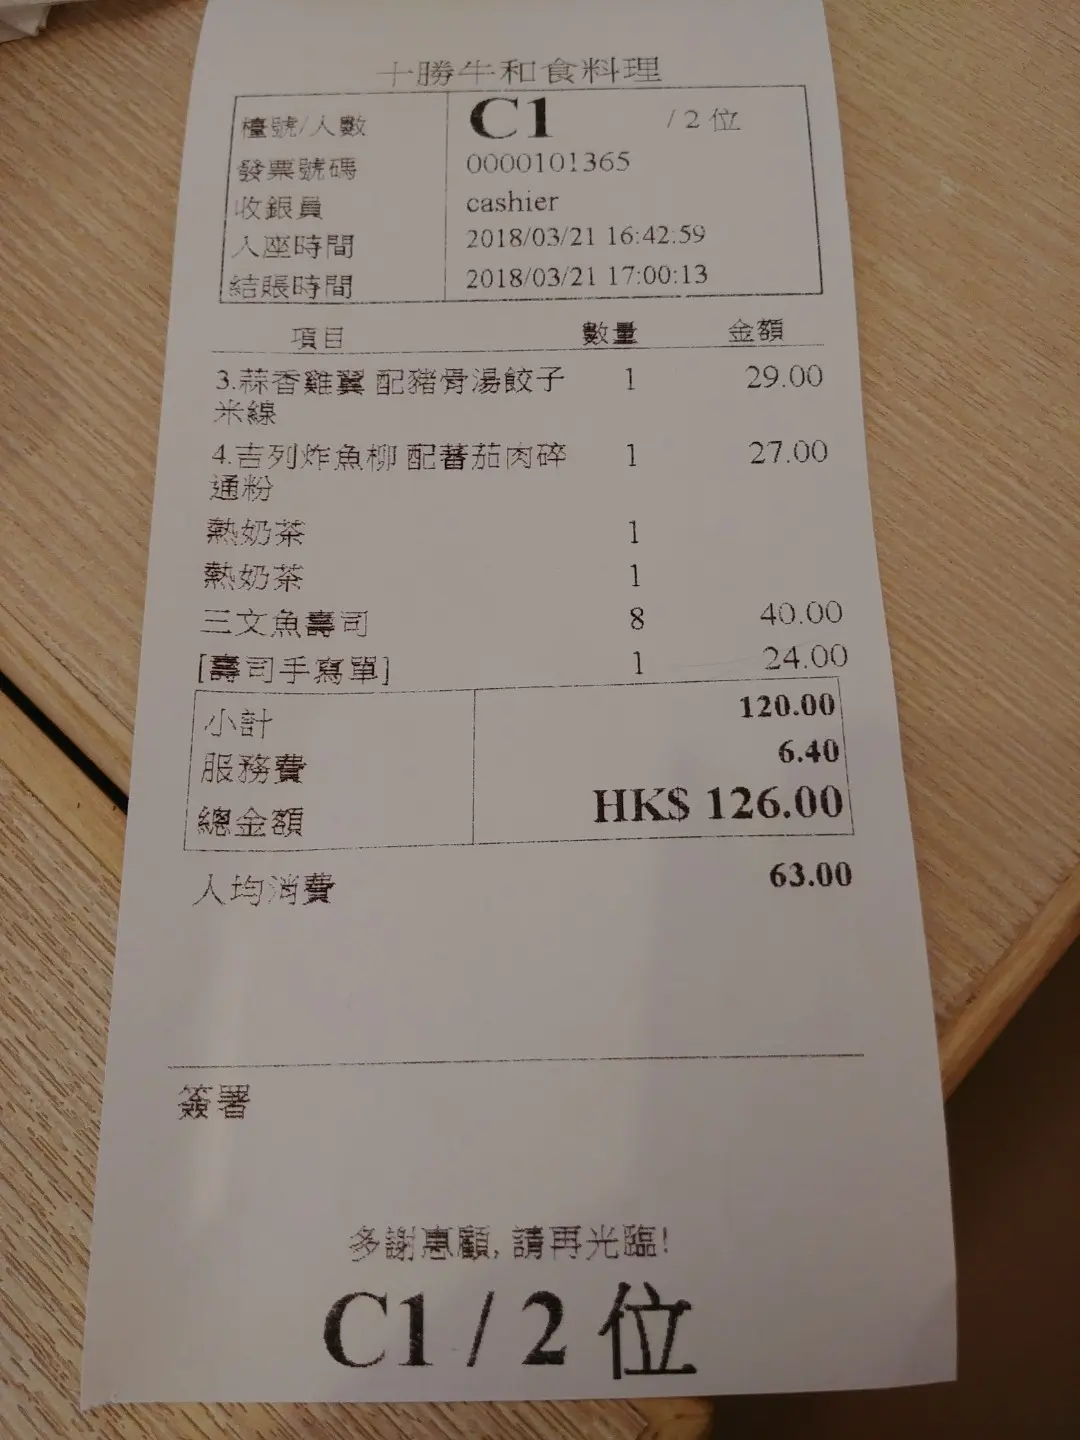 十勝牛和食料理
檯號/人數 C1 /2位
發票號碼 0000101365
收銀員 cashier
入座時間 2018/03/21 16:42:59
結賬時間 2018/03/21 17:00:13
項目 數量 金額
3.蒜香雞翼 配豬骨湯餃子 1 29.00
米線
4.吉列炸魚柳 配蕃茄肉碎 1 27.00
通粉
熱奶茶 1
熱奶茶 1
三文魚壽司 8 40.00
[壽司手寫單] 1 24.00
小計 120.00
服務費 6.40
總金額 HK$ 126.00
人均消費 63.00
簽署
多謝惠顧, 請再光臨!
C1 / 2 位